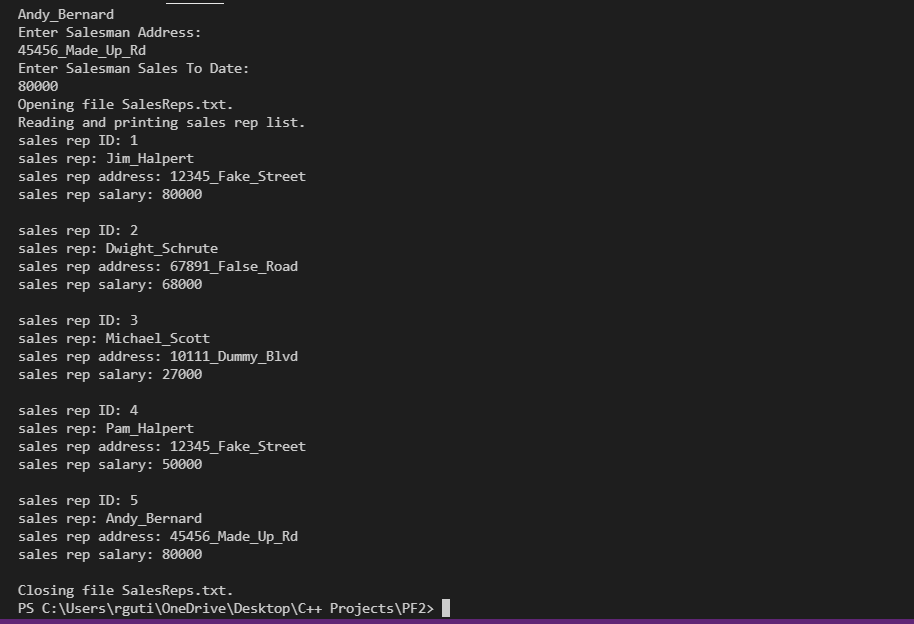 Andy_Bernard
Enter Salesman Address:
45456_Made_Up_Rd
Enter Salesman Sales To Date:
80000
Opening file SalesReps.txt.
Reading and printing sales rep list.
sales rep ID: 1
sales rep: Jim_Halpert
sales rep address: 12345_Fake_Street
sales rep salary: 80000

sales rep ID: 2
sales rep: Dwight_Schrute
sales rep address: 67891_False_Road
sales rep salary: 68000

sales rep ID: 3
sales rep: Michael_Scott
sales rep address: 10111_Dummy_Blvd
sales rep salary: 27000

sales rep ID: 4
sales rep: Pam_Halpert
sales rep address: 12345_Fake_Street
sales rep salary: 50000

sales rep ID: 5
sales rep: Andy_Bernard
sales rep address: 45456_Made_Up_Rd
sales rep salary: 80000

Closing file SalesReps.txt.
PS C:\Users\rguti\OneDrive\Desktop\C++ Projects\PF2>